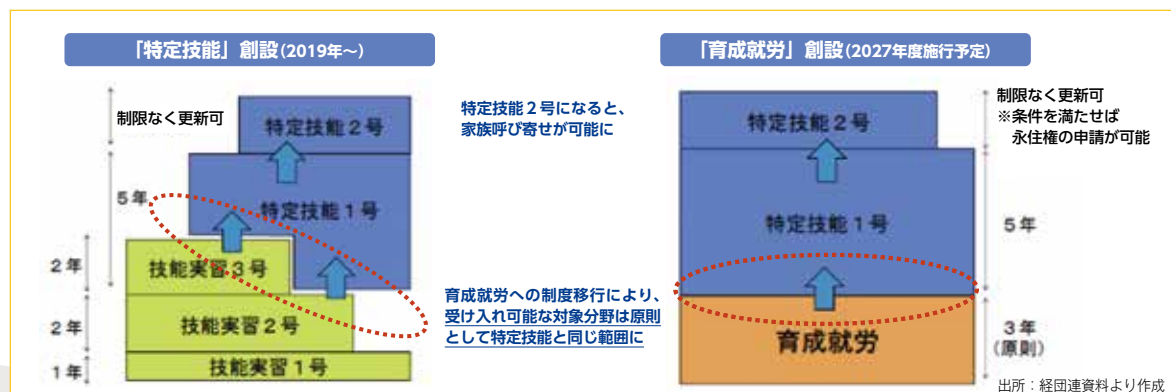 「特定技能」創設(2019年～)
制限なく更新可
特定技能２号
5年
特定技能１号
2年
技能実習３号
2年
技能実習２号
1年
技能実習１号
特定技能２号になると、
家族呼び寄せが可能に
育成就労への制度移行により、
受け入れ可能な対象分野は原則
として特定技能と同じ範囲に
「育成就労」創設(2027年度施行予定)
特定技能２号
制限なく更新可
※条件を満たせば
永住権の申請が可能
特定技能１号
5年
育成就労
3年
(原則)
出所：経団連資料より作成